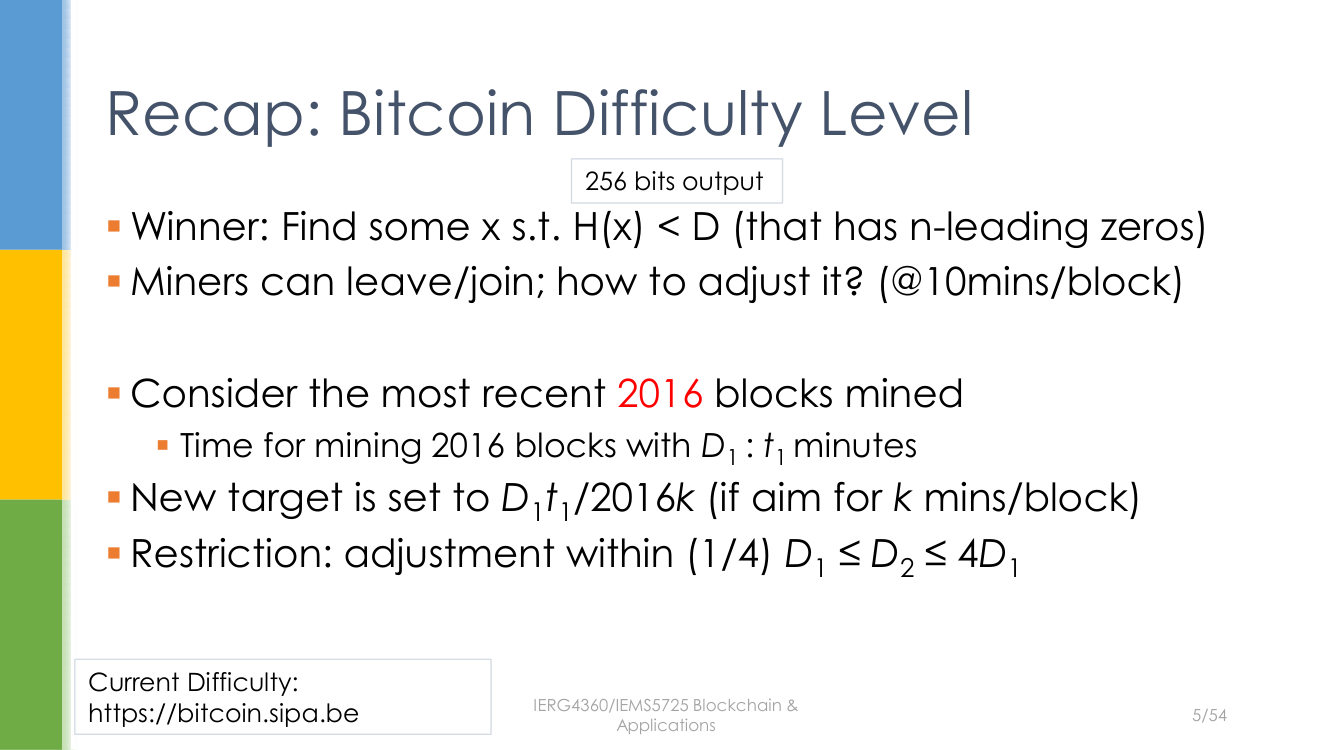 Recap: Bitcoin Difficulty Level
256 bits output
Winner: Find some x s.t. H(x) < D (that has n-leading zeros)
Miners can leave/join; how to adjust it? (@10mins/block)
Consider the most recent 2016 blocks mined
Time for mining 2016 blocks with D₁ : t₁ minutes
New target is set to D₁t₁/2016k (if aim for k mins/block)
Restriction: adjustment within (1/4) D₁ ≤ D₂ ≤ 4D₁
Current Difficulty:
https://bitcoin.sipa.be
IERG4360/IEMS5725 Blockchain &
Applications
5/54